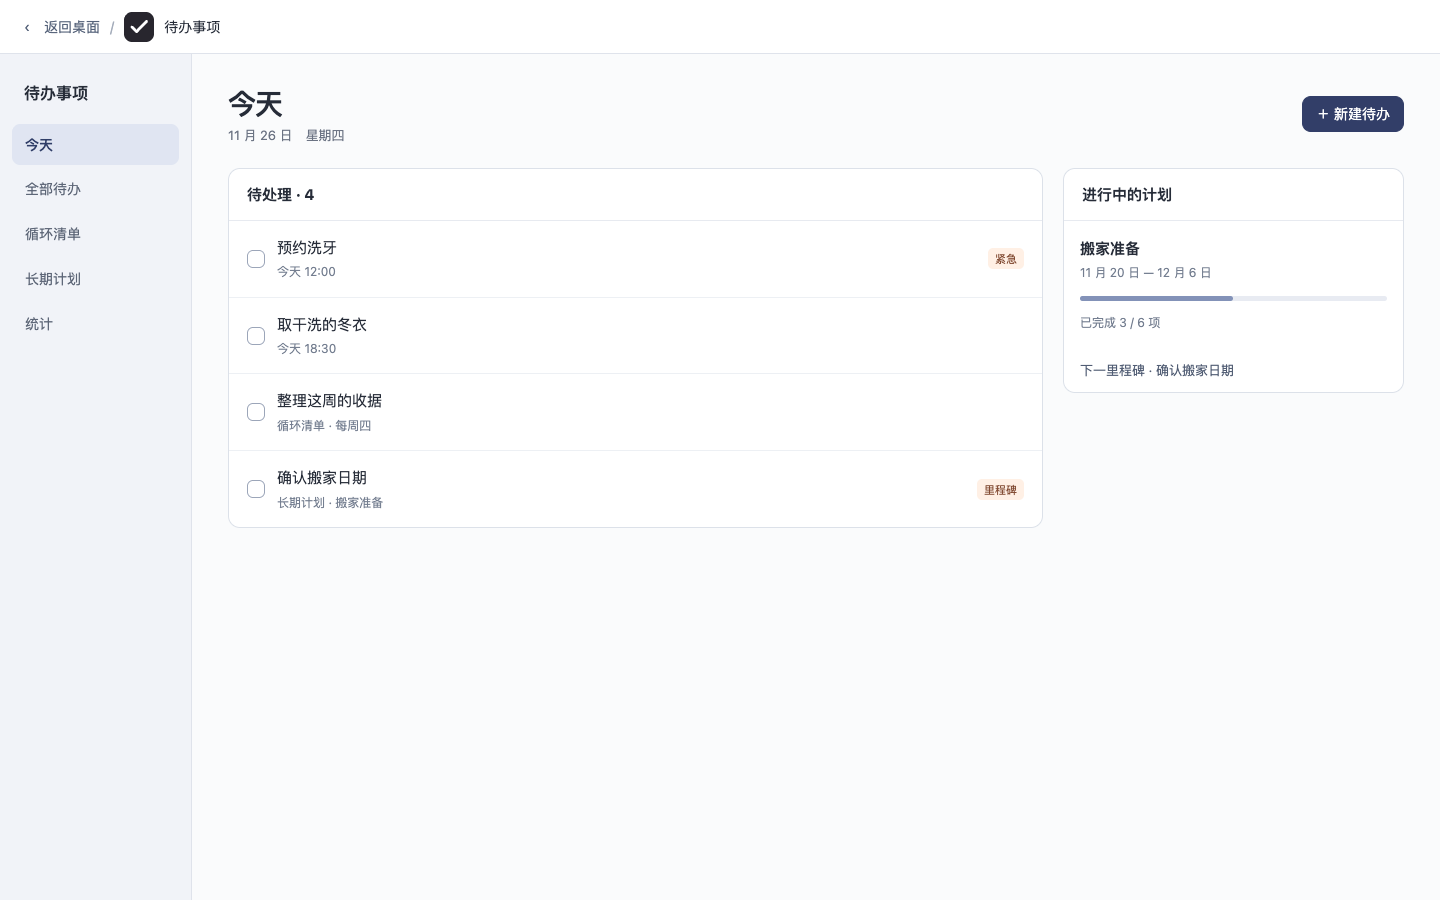 ‹ 返回桌面 / 待办事项
待办事项
今天
全部待办
循环清单
长期计划
统计
今天
11 月 26 日 星期四
+ 新建待办
待处理 · 4
预约洗牙
今天 12:00
紧急
取干洗的冬衣
今天 18:30
整理这周的收据
循环清单 · 每周四
确认搬家日期
长期计划 · 搬家准备
里程碑
进行中的计划
搬家准备
11 月 20 日 — 12 月 6 日
已完成 3 / 6 项
下一里程碑 · 确认搬家日期